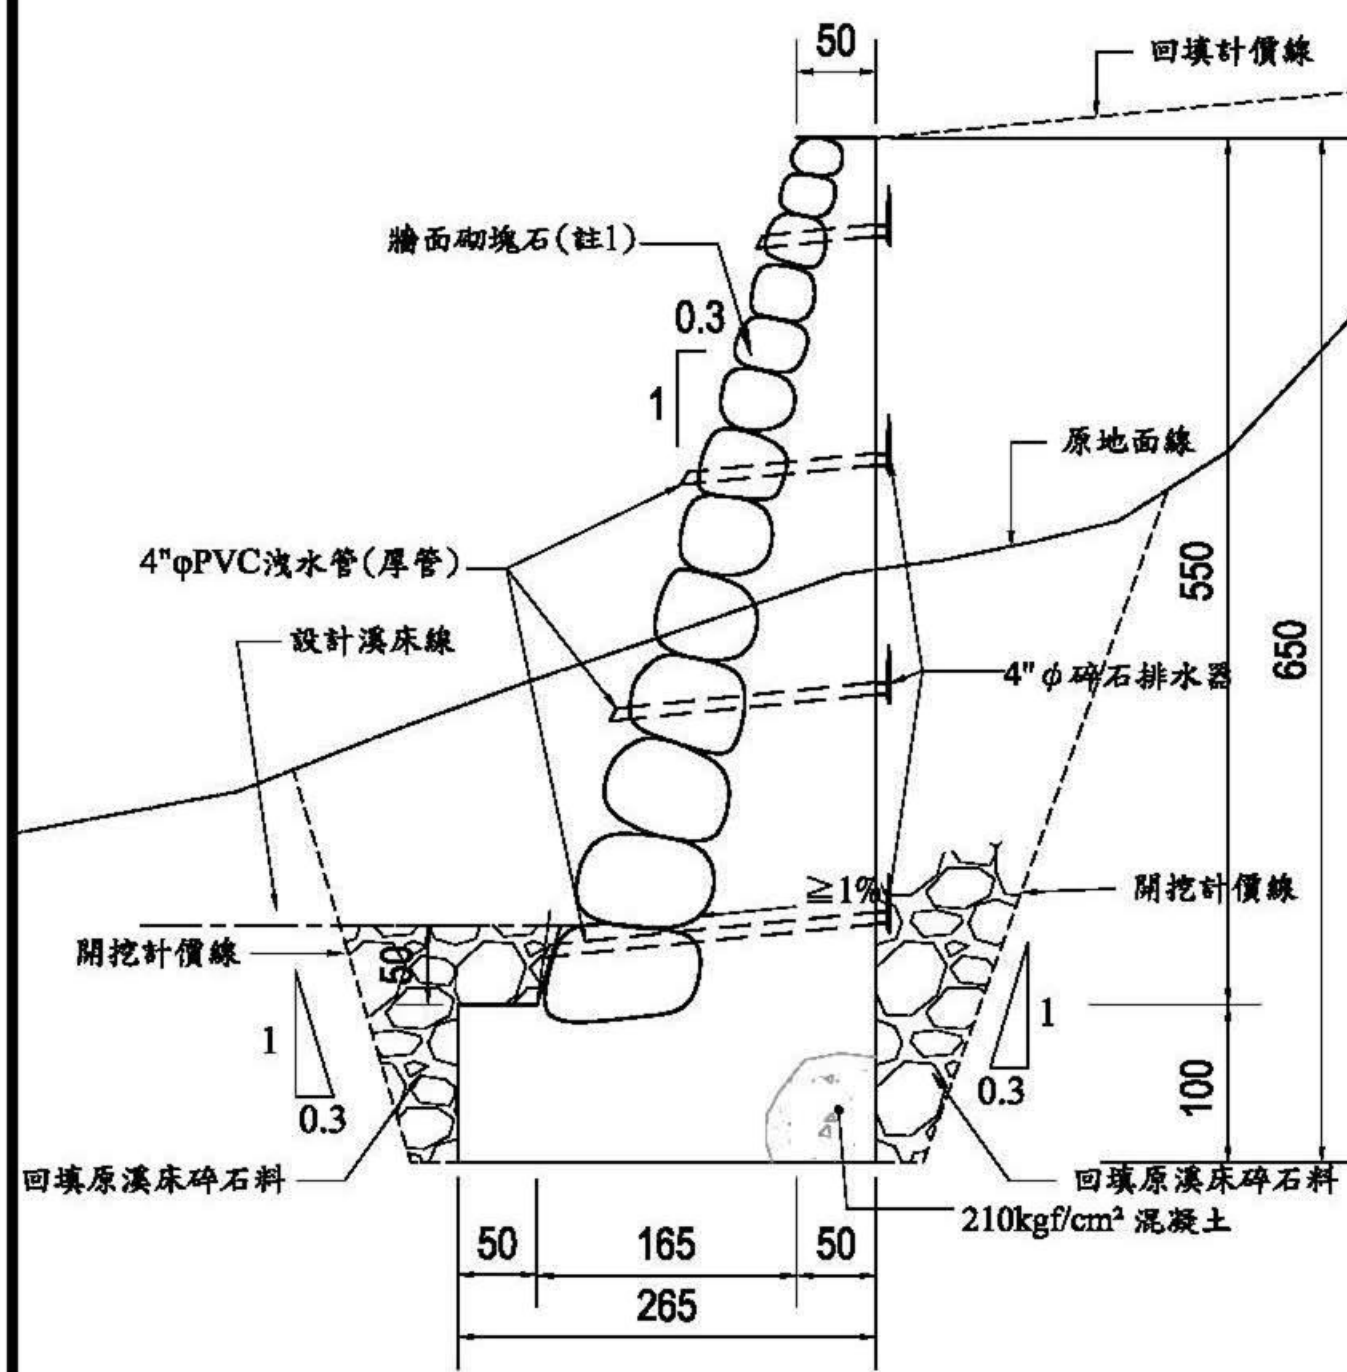 50
回填計價線
牆面砌塊石(註1)
0.3
1
原地面線
4"φPVC洩水管(厚管)
550
設計溪床線
650
4"φ碎石排水器
≧1%
開挖計價線
開挖計價線
50
1
0.3
1
0.3
100
回填原溪床碎石料
回填原溪床碎石料
210kgf/cm² 混凝土
50
165
50
265